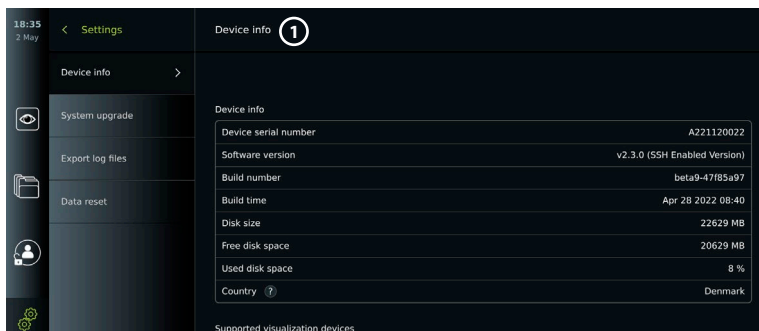 18:35
2 May
Settings
Device info
1
Device info
System upgrade
Export log files
Data reset
Device info
Device serial number A221120022
Software version v2.3.0 (SSH Enabled Version)
Build number beta9-47f85a97
Build time Apr 28 2022 08:40
Disk size 22629 MB
Free disk space 20629 MB
Used disk space 8 %
Country ? Denmark
Supported visualization devices